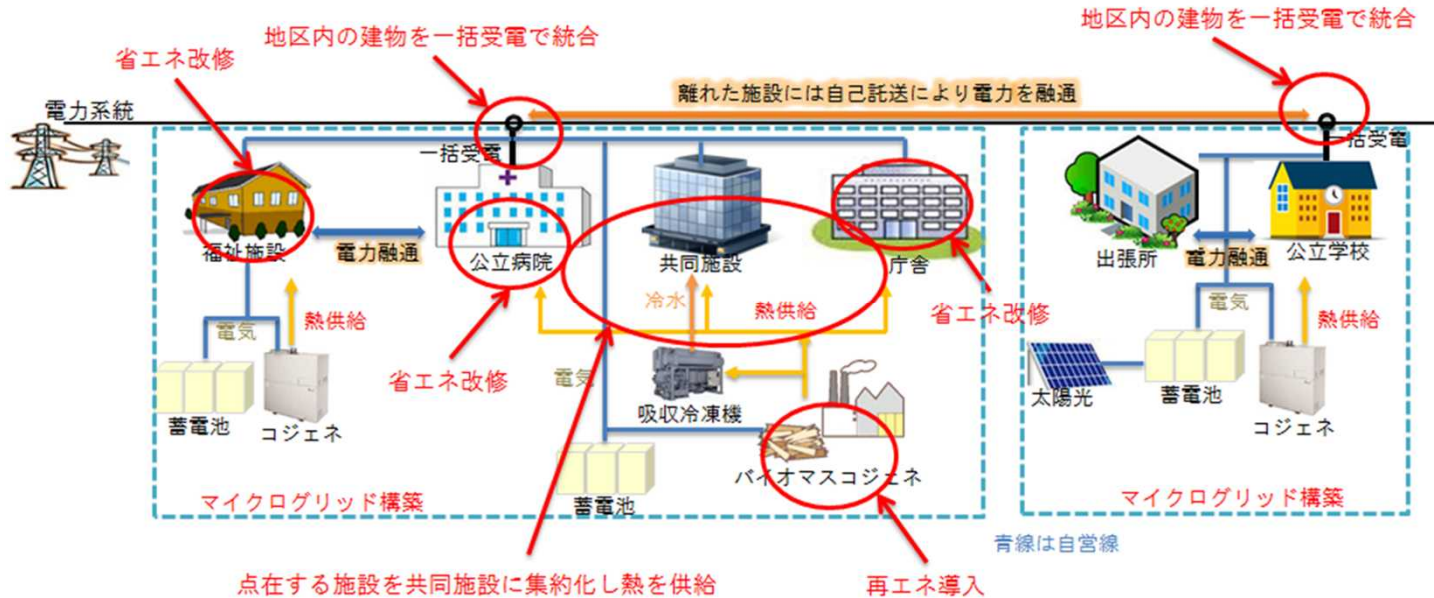 地区内の建物を一括受電で統合
地区内の建物を一括受電で統合
省エネ改修
離れた施設には自己託送により電力を融通
電力系統
一括受電
一括受電
福祉施設
電力融通
公立病院
共同施設
庁舎
出張所
電力融通
公立学校
冷水
熱供給
省エネ改修
熱供給
電気
電気
熱供給
省エネ改修
電気
吸収冷凍機
太陽光
蓄電池
コジェネ
蓄電池
コジェネ
バイオマスコジェネ
蓄電池
マイクログリッド構築
マイクログリッド構築
青線は自営線
点在する施設を共同施設に集約化し熱を供給
再エネ導入